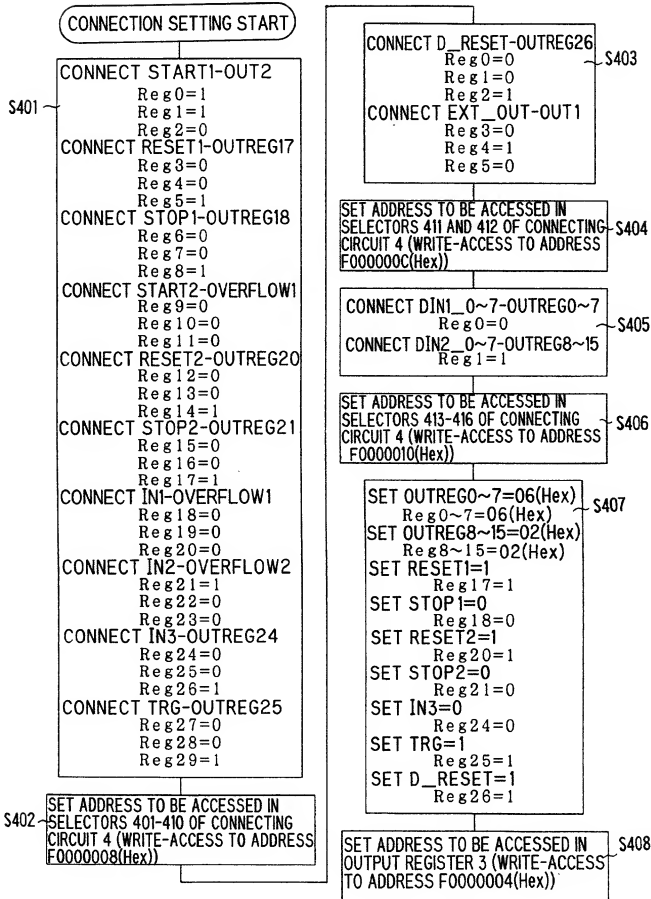 CONNECTION SETTING START
S401
CONNECT START1-OUT2
Reg0=1
Reg1=1
Reg2=0
CONNECT RESET1-OUTREG17
Reg3=0
Reg4=0
Reg5=1
CONNECT STOP1-OUTREG18
Reg6=0
Reg7=0
Reg8=1
CONNECT START2-OVERFLOW1
Reg9=0
Reg10=0
Reg11=0
CONNECT RESET2-OUTREG20
Reg12=0
Reg13=0
Reg14=1
CONNECT STOP2-OUTREG21
Reg15=0
Reg16=0
Reg17=1
CONNECT IN1-OVERFLOW1
Reg18=0
Reg19=0
Reg20=0
CONNECT IN2-OVERFLOW2
Reg21=1
Reg22=0
Reg23=0
CONNECT IN3-OUTREG24
Reg24=0
Reg25=0
Reg26=1
CONNECT TRG-OUTREG25
Reg27=0
Reg28=0
Reg29=1
S402
SET ADDRESS TO BE ACCESSED IN
SELECTORS 401-410 OF CONNECTING
CIRCUIT 4 (WRITE-ACCESS TO ADDRESS
F0000008(Hex))
CONNECT D_RESET-OUTREG26
Reg0=0
Reg1=0
Reg2=1
CONNECT EXT_OUT-OUT1
Reg3=0
Reg4=1
Reg5=0
S403
SET ADDRESS TO BE ACCESSED IN
SELECTORS 411 AND 412 OF CONNECTING
CIRCUIT 4 (WRITE-ACCESS TO ADDRESS
F000000C(Hex))
S404
CONNECT DIN1_0~7-OUTREG0~7
Reg0=0
CONNECT DIN2_0~7-OUTREG8~15
Reg1=1
S405
SET ADDRESS TO BE ACCESSED IN
SELECTORS 413-416 OF CONNECTING
CIRCUIT 4 (WRITE-ACCESS TO ADDRESS
F0000010(Hex))
S406
SET OUTREG0~7=06(Hex)
Reg0~7=06(Hex)
SET OUTREG8~15=02(Hex)
Reg8~15=02(Hex)
SET RESET1=1
Reg17=1
SET STOP1=0
Reg18=0
SET RESET2=1
Reg20=1
SET STOP2=0
Reg21=0
SET IN3=0
Reg24=0
SET TRG=1
Reg25=1
SET D_RESET=1
Reg26=1
S407
SET ADDRESS TO BE ACCESSED IN
OUTPUT REGISTER 3 (WRITE-ACCESS
TO ADDRESS F0000004(Hex))
S408